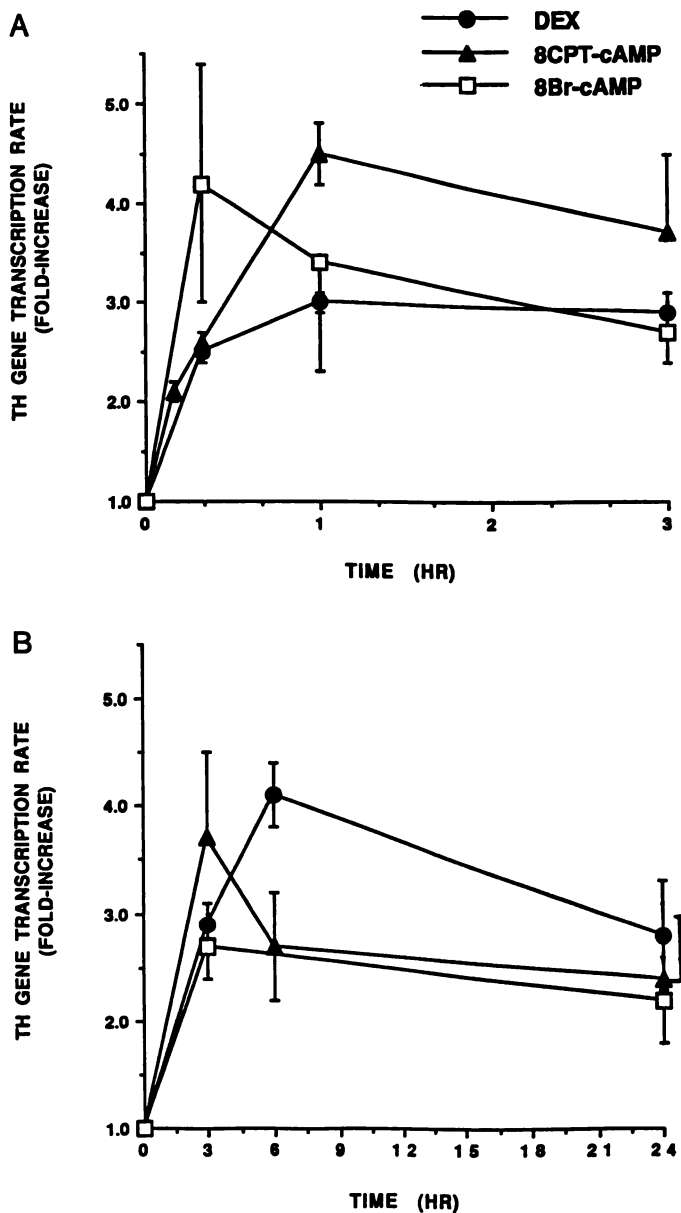 A
DEX
8CPT-cAMP
8Br-cAMP
TH GENE TRANSCRIPTION RATE
(FOLD-INCREASE)
5.0
4.0
3.0
2.0
1.0
0 1 2 3
TIME (HR)
B
TH GENE TRANSCRIPTION RATE
(FOLD-INCREASE)
5.0
4.0
3.0
2.0
1.0
0 3 6 9 12 15 18 21 24
TIME (HR)